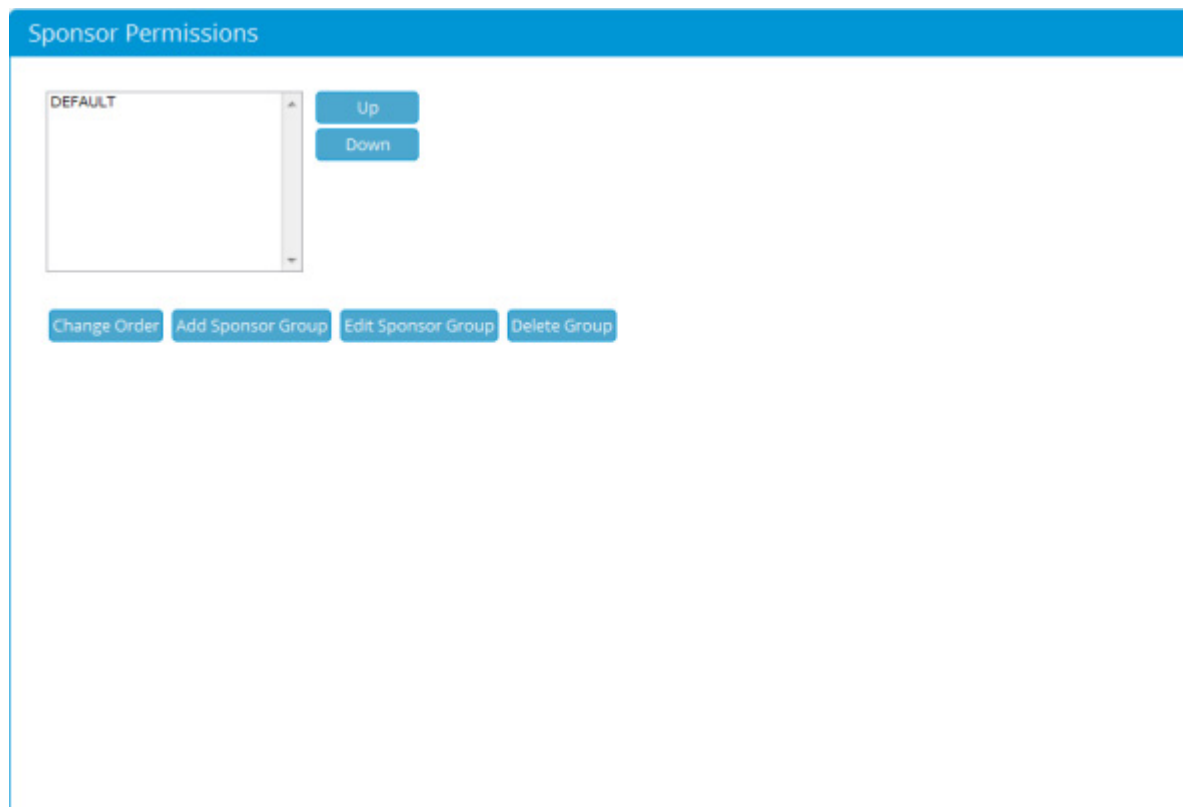 Sponsor Permissions
DEFAULT
Up
Down
Change Order Add Sponsor Group Edit Sponsor Group Delete Group